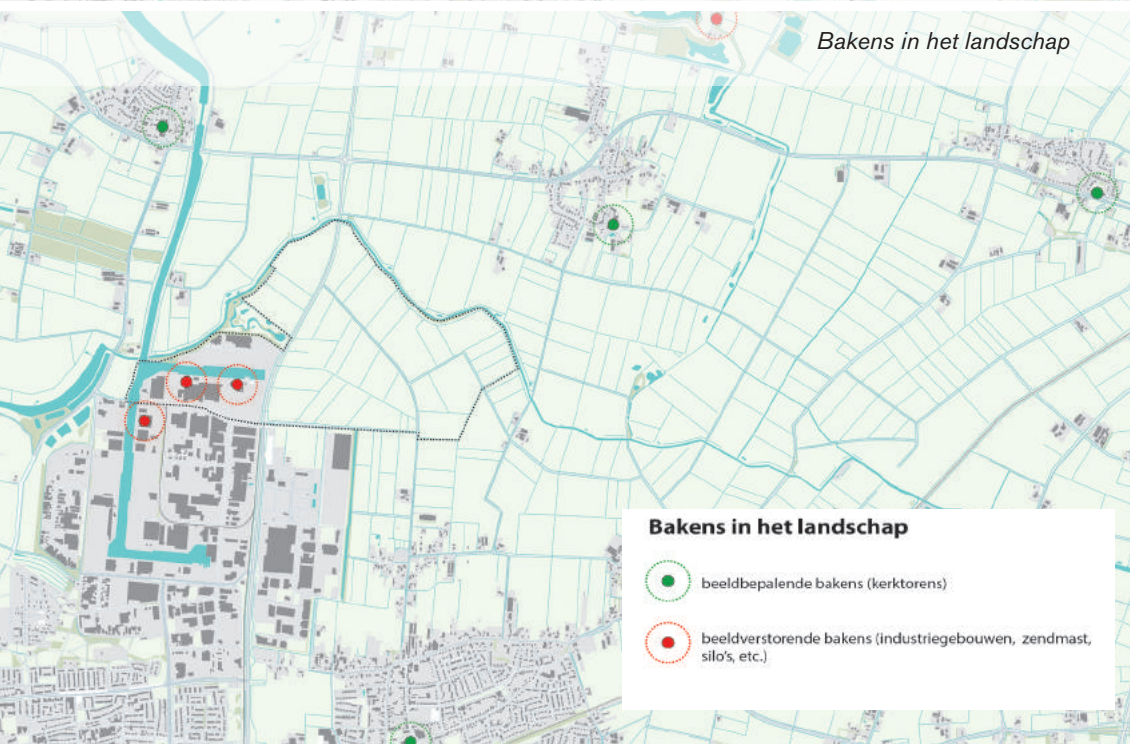 Bakens in het landschap
Bakens in het landschap
beeldbepalende bakens (kerktorens)
beeldverstorende bakens (industriegebouwen, zendmast,
silo's, etc.)